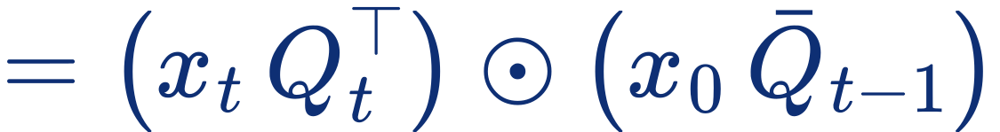 = (x_t Q_t^⊤) ⊙ (x_0 Q̄_{t−1})